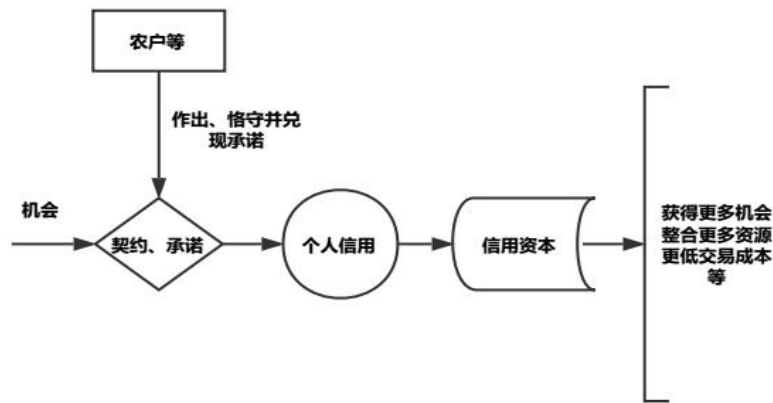 农户等
作出、恪守并兑
现承诺
机会
契约、承诺
个人信用
信用资本
获得更多机会
整合更多资源
更低交易成本
等